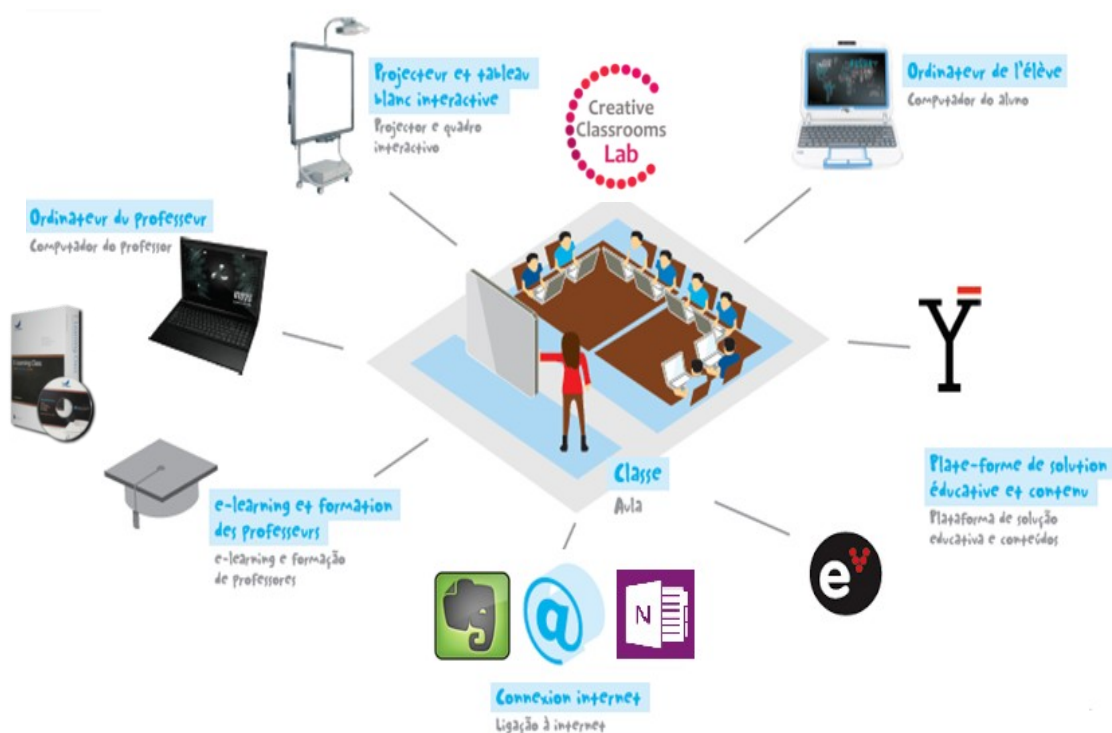 Projecteur et tableau
blanc interactive
Projector e quadro
interactivo
Creative
Classrooms
Lab
Ordinateur de l'élève
Computador do aluno
Ordinateur du professeur
Computador do professor
Y
Classe
Aula
e-learning et formation
des professeurs
e-learning e formação
de professores
Plate-forme de solution
éducative et contenu
Plataforma de solução
educativa e conteúdos
e
@
N
Connexion internet
Ligação à internet